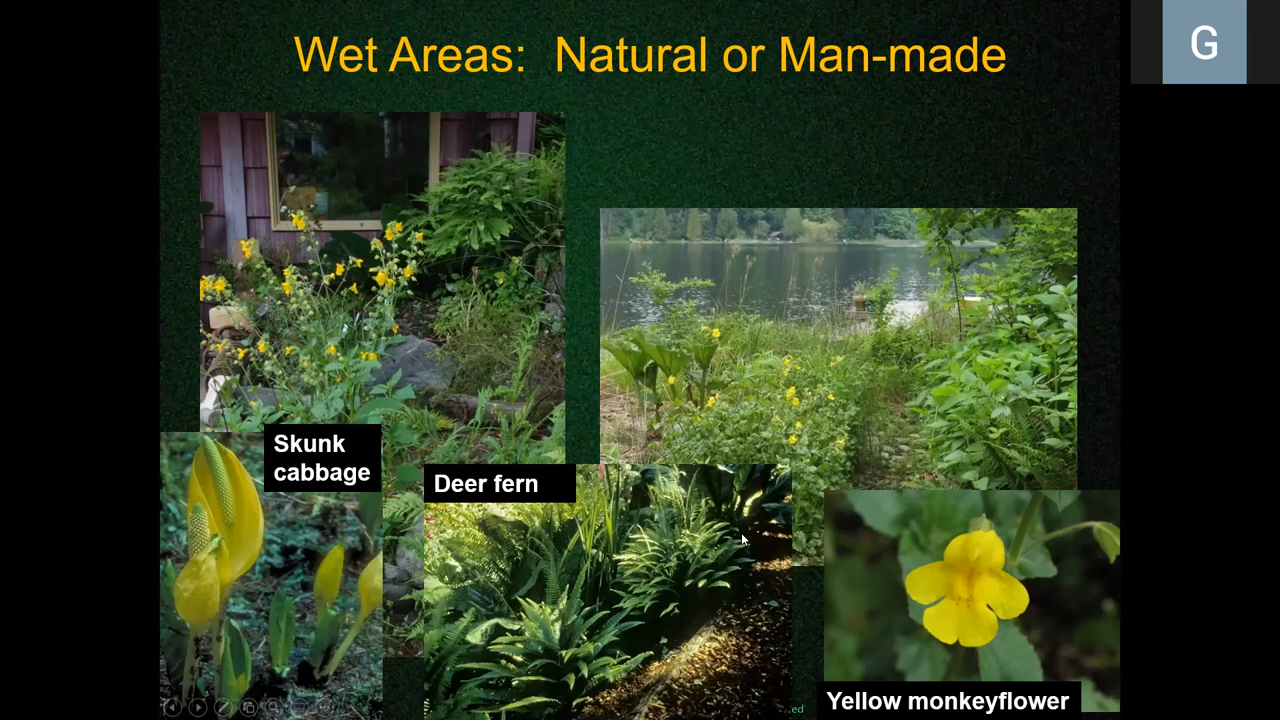 Wet Areas:  Natural or Man-made
G
Skunk
cabbage
Deer fern
Yellow monkeyflower